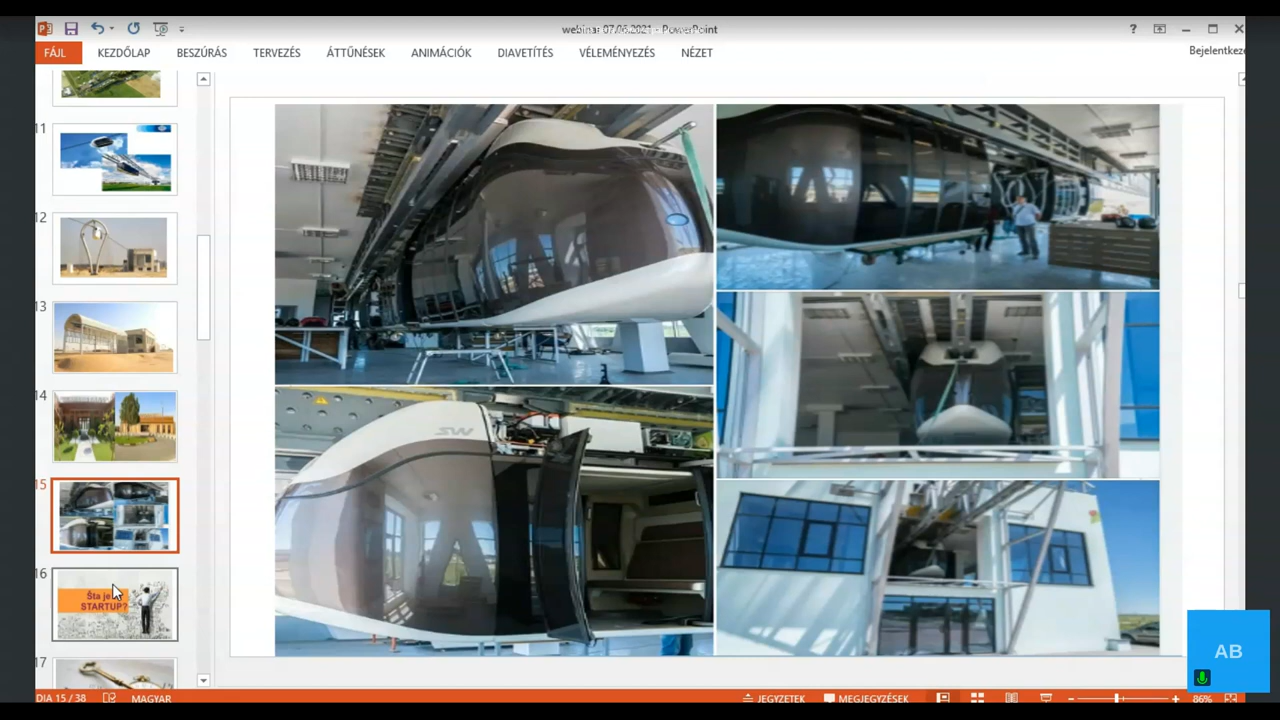 webinar 07.06.2021 - PowerPoint
?
FÁJL KEZDŐLAP BESZÚRÁS TERVEZÉS ÁTTŰNÉSEK ANIMÁCIÓK DIAVETÍTÉS VÉLEMÉNYEZÉS NÉZET
Bejelentkezé
11
12
13
14
15
16
Šta je
STARTUP?
17
SW
AB
DIA 15 / 38 MAGYAR JEGYZETEK MEGJEGYZÉSEK 86%